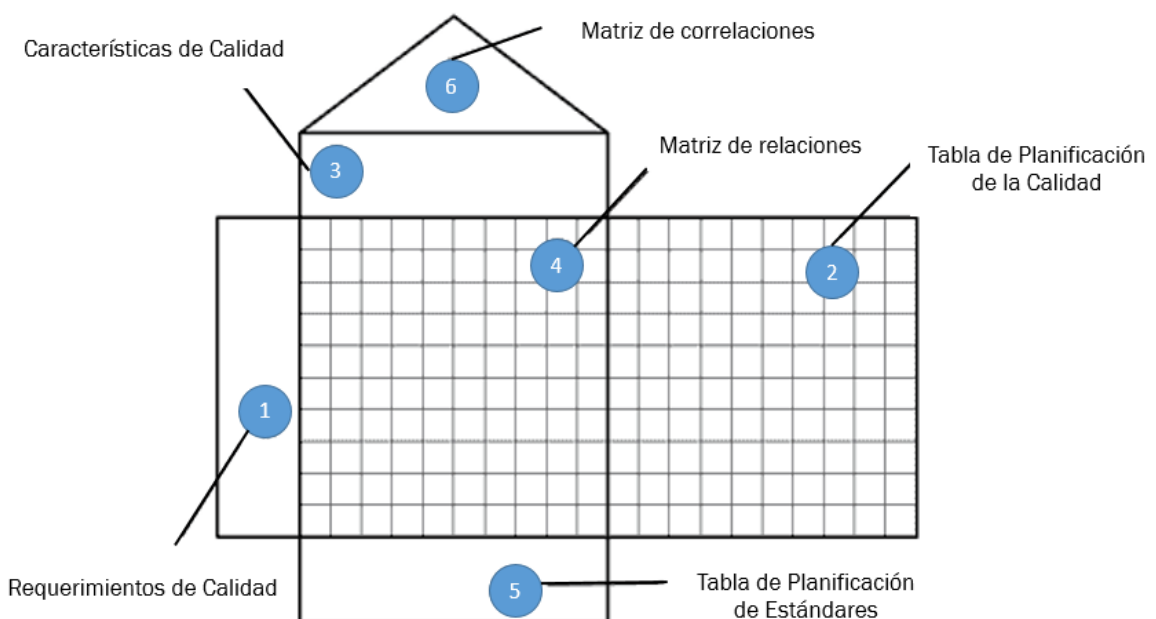 Características de Calidad
Matriz de correlaciones
6
3
Matriz de relaciones
Tabla de Planificación
de la Calidad
4
2
1
Requerimientos de Calidad
5
Tabla de Planificación
de Estándares